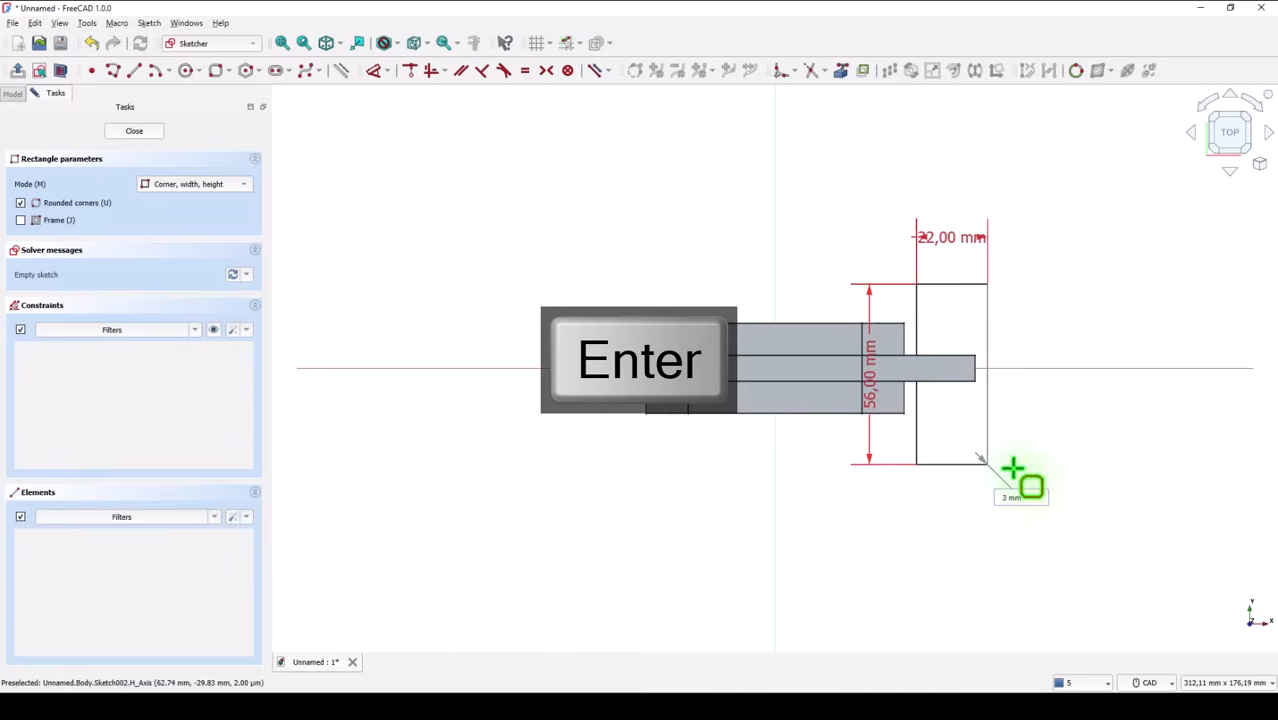 * Unnamed - FreeCAD 1.0.0
File Edit View Tools Macro Sketch Windows Help
Sketcher
Model Tasks
Tasks
Close
Rectangle parameters
Mode (M) Corner, width, height
Rounded corners (U)
Frame (J)
Solver messages
Empty sketch
Constraints
Filters
Elements
Filters
TOP
22,00 mm
56,00 mm
Enter
3 mm
Y
Z X
Unnamed : 1*
Preselected: Unnamed.Body.Sketch002.H_Axis (62.74 mm, -29.83 mm, 2.00 µm)
5 CAD 312,11 mm x 176,19 mm